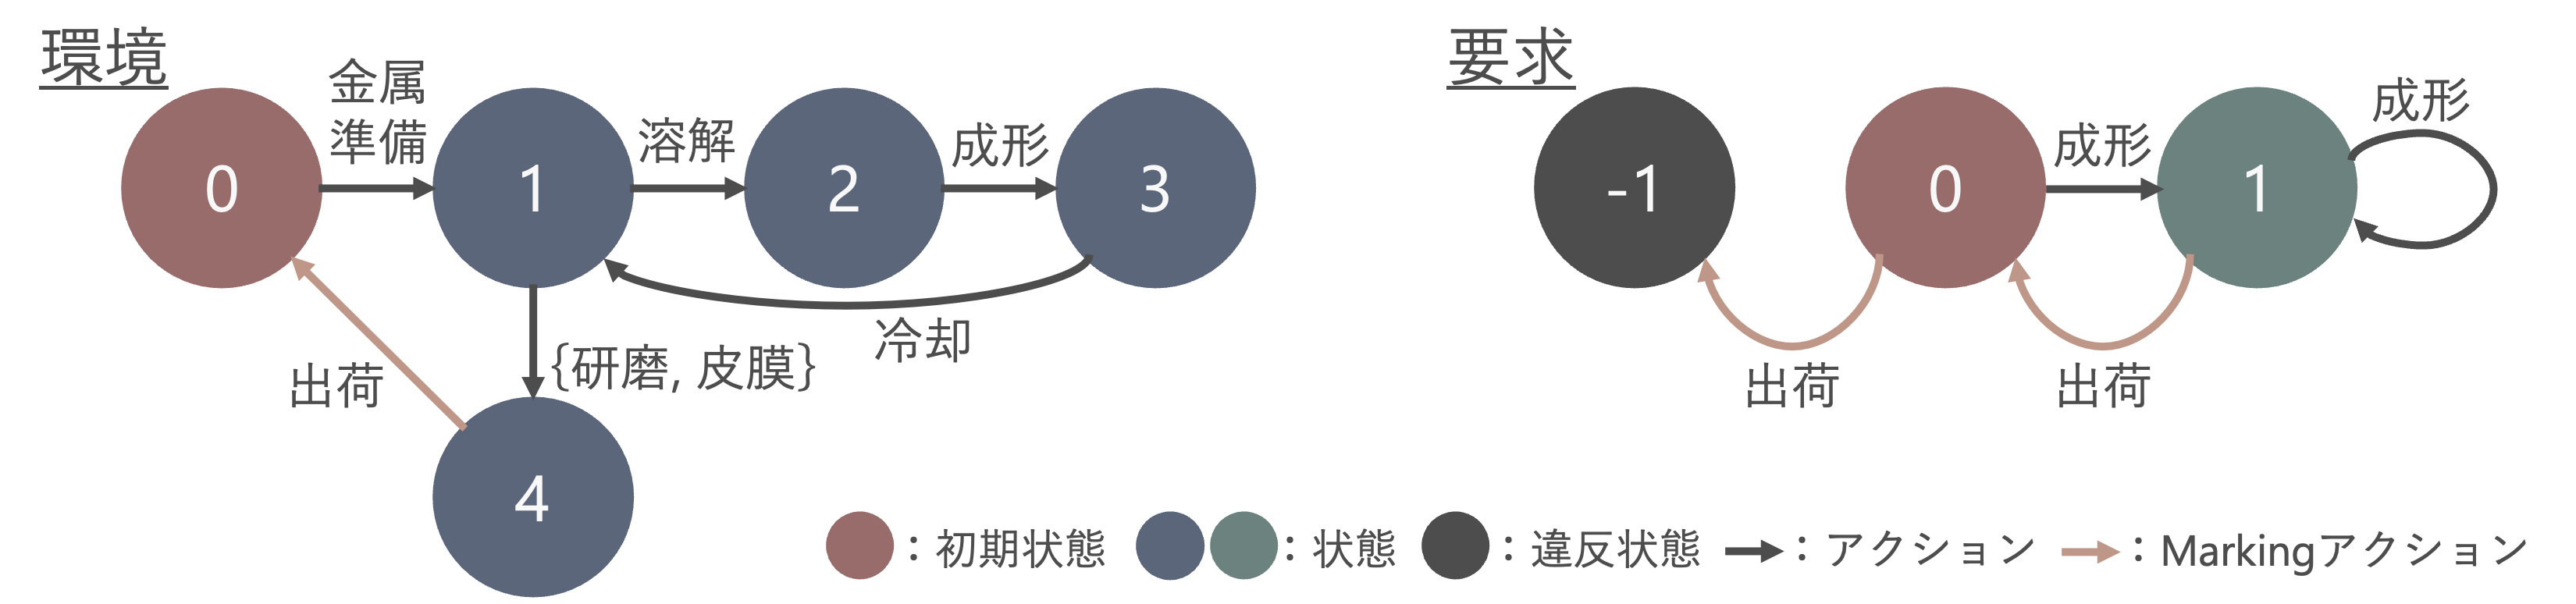 環境
金属
準備
溶解
成形
0
1
2
3
冷却
{研磨, 皮膜}
出荷
4
要求
成形
成形
-1
0
1
出荷
出荷
：初期状態
：状態
：違反状態
：アクション
：Markingアクション